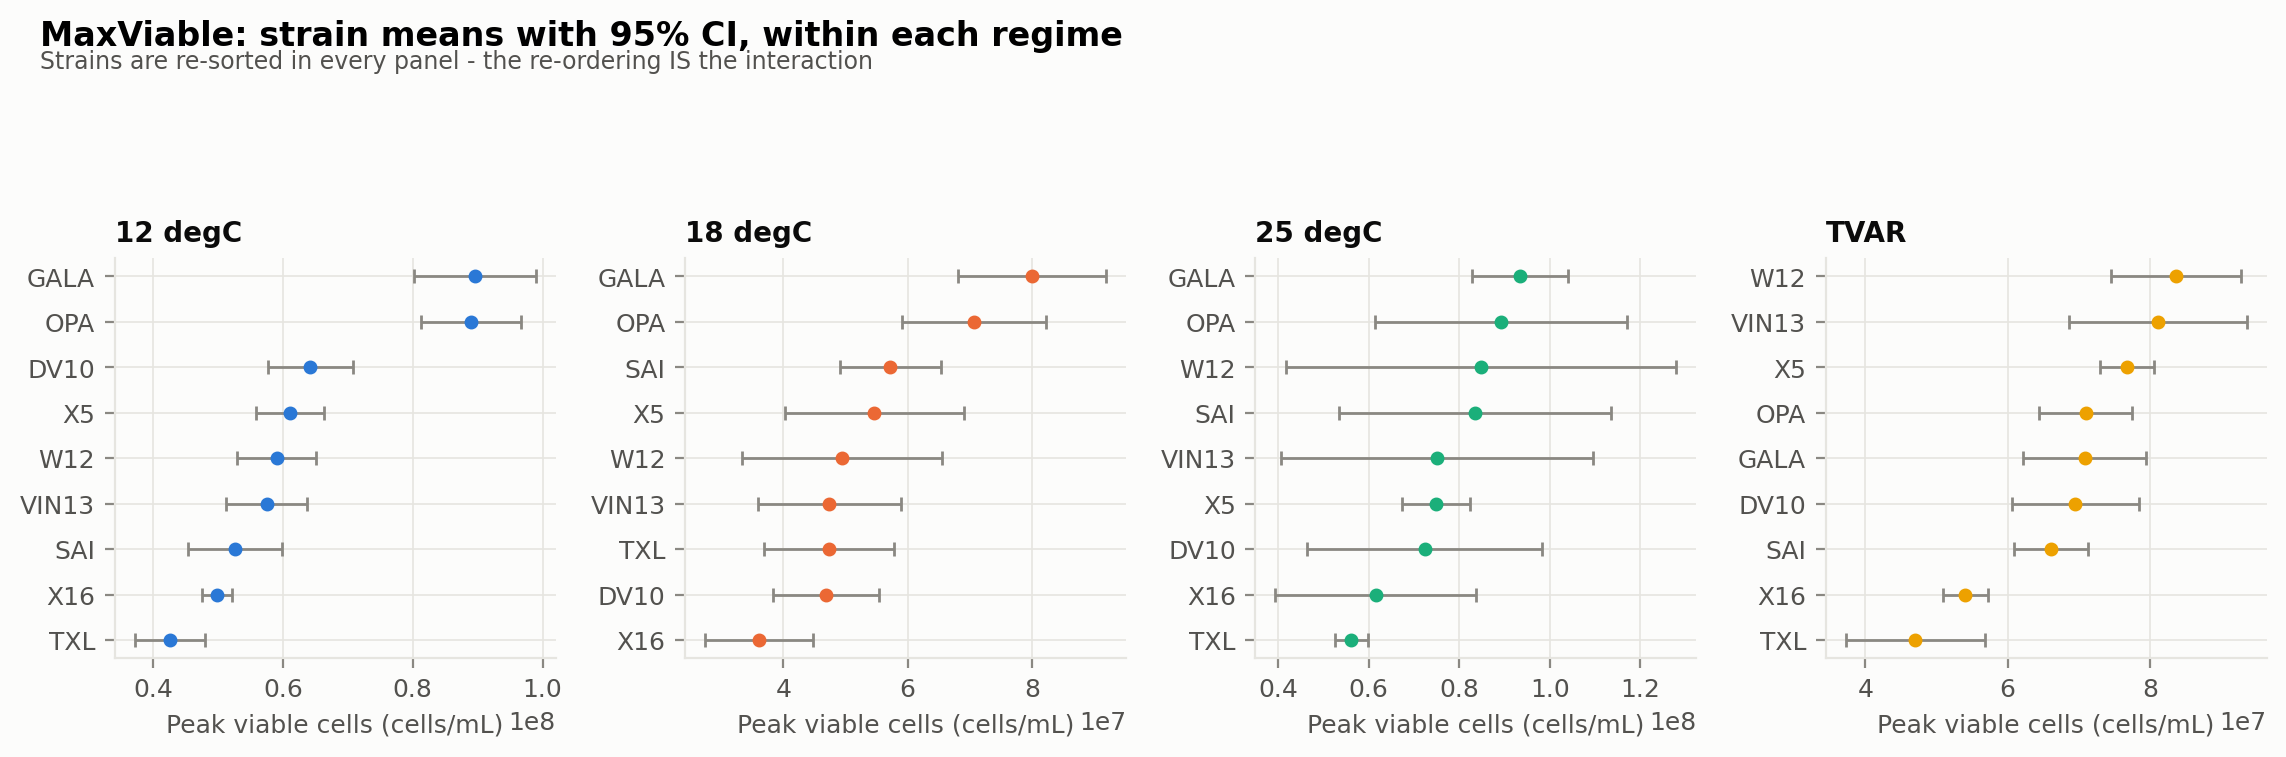 MaxViable: strain means with 95% CI, within each regime
Strains are re-sorted in every panel - the re-ordering IS the interaction
12 degC
GALA
OPA
DV10
X5
W12
VIN13
SAI
X16
TXL
0.4 0.6 0.8 1.0
Peak viable cells (cells/mL) 1e8
18 degC
GALA
OPA
SAI
X5
W12
VIN13
TXL
DV10
X16
4 6 8
Peak viable cells (cells/mL) 1e7
25 degC
GALA
OPA
W12
SAI
VIN13
X5
DV10
X16
TXL
0.4 0.6 0.8 1.0 1.2
Peak viable cells (cells/mL) 1e8
TVAR
W12
VIN13
X5
OPA
GALA
DV10
SAI
X16
TXL
4 6 8
Peak viable cells (cells/mL) 1e7